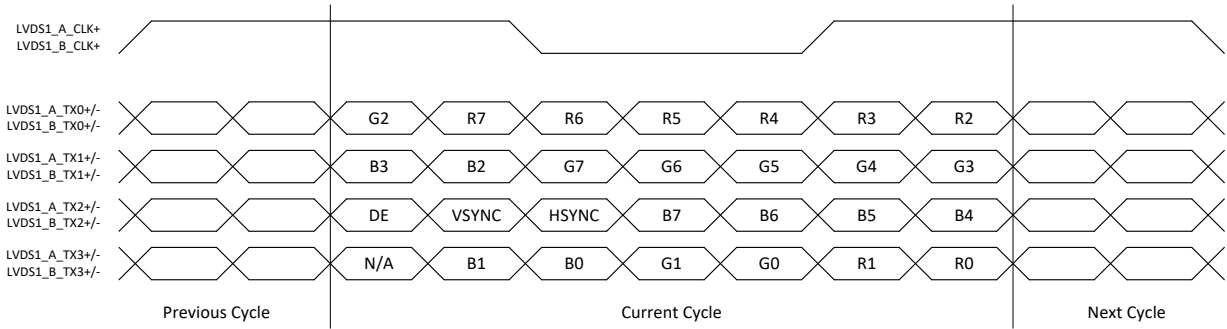 LVDS1_A_CLK+
LVDS1_B_CLK+
LVDS1_A_TX0+/-
LVDS1_B_TX0+/-
G2 R7 R6 R5 R4 R3 R2
LVDS1_A_TX1+/-
LVDS1_B_TX1+/-
B3 B2 G7 G6 G5 G4 G3
LVDS1_A_TX2+/-
LVDS1_B_TX2+/-
DE VSYNC HSYNC B7 B6 B5 B4
LVDS1_A_TX3+/-
LVDS1_B_TX3+/-
N/A B1 B0 G1 G0 R1 R0
Previous Cycle Current Cycle Next Cycle